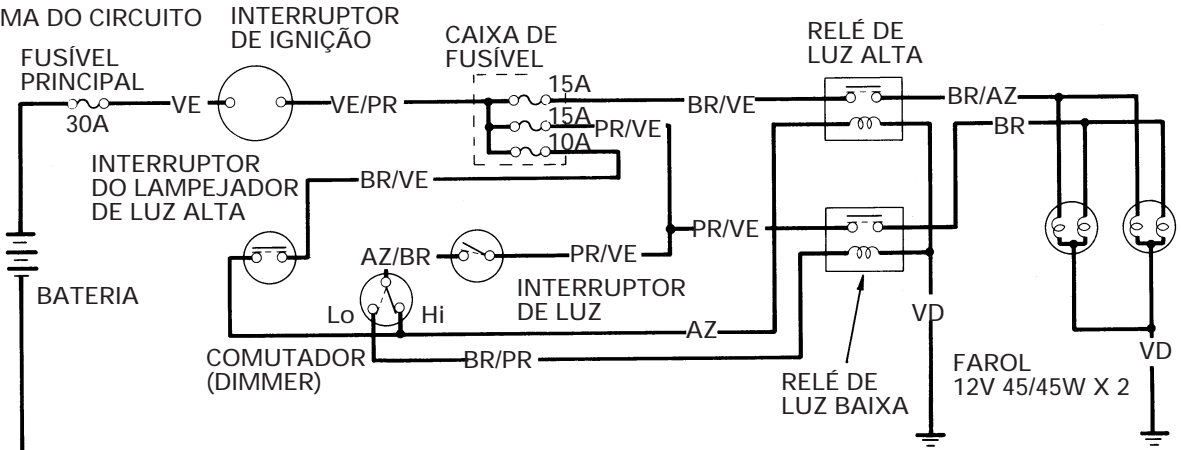 MA DO CIRCUITO
INTERRUPTOR
DE IGNIÇÃO
CAIXA DE
FUSÍVEL
RELÉ DE
LUZ ALTA
FUSÍVEL
PRINCIPAL
30A
VE
VE/PR
15A
15A
10A
BR/VE
PR/VE
BR/AZ
BR
INTERRUPTOR
DO LAMPEJADOR
DE LUZ ALTA
BR/VE
PR/VE
AZ/BR
PR/VE
BATERIA
INTERRUPTOR
DE LUZ
Lo
Hi
AZ
VD
VD
COMUTADOR
(DIMMER)
BR/PR
RELÉ DE
LUZ BAIXA
FAROL
12V 45/45W X 2